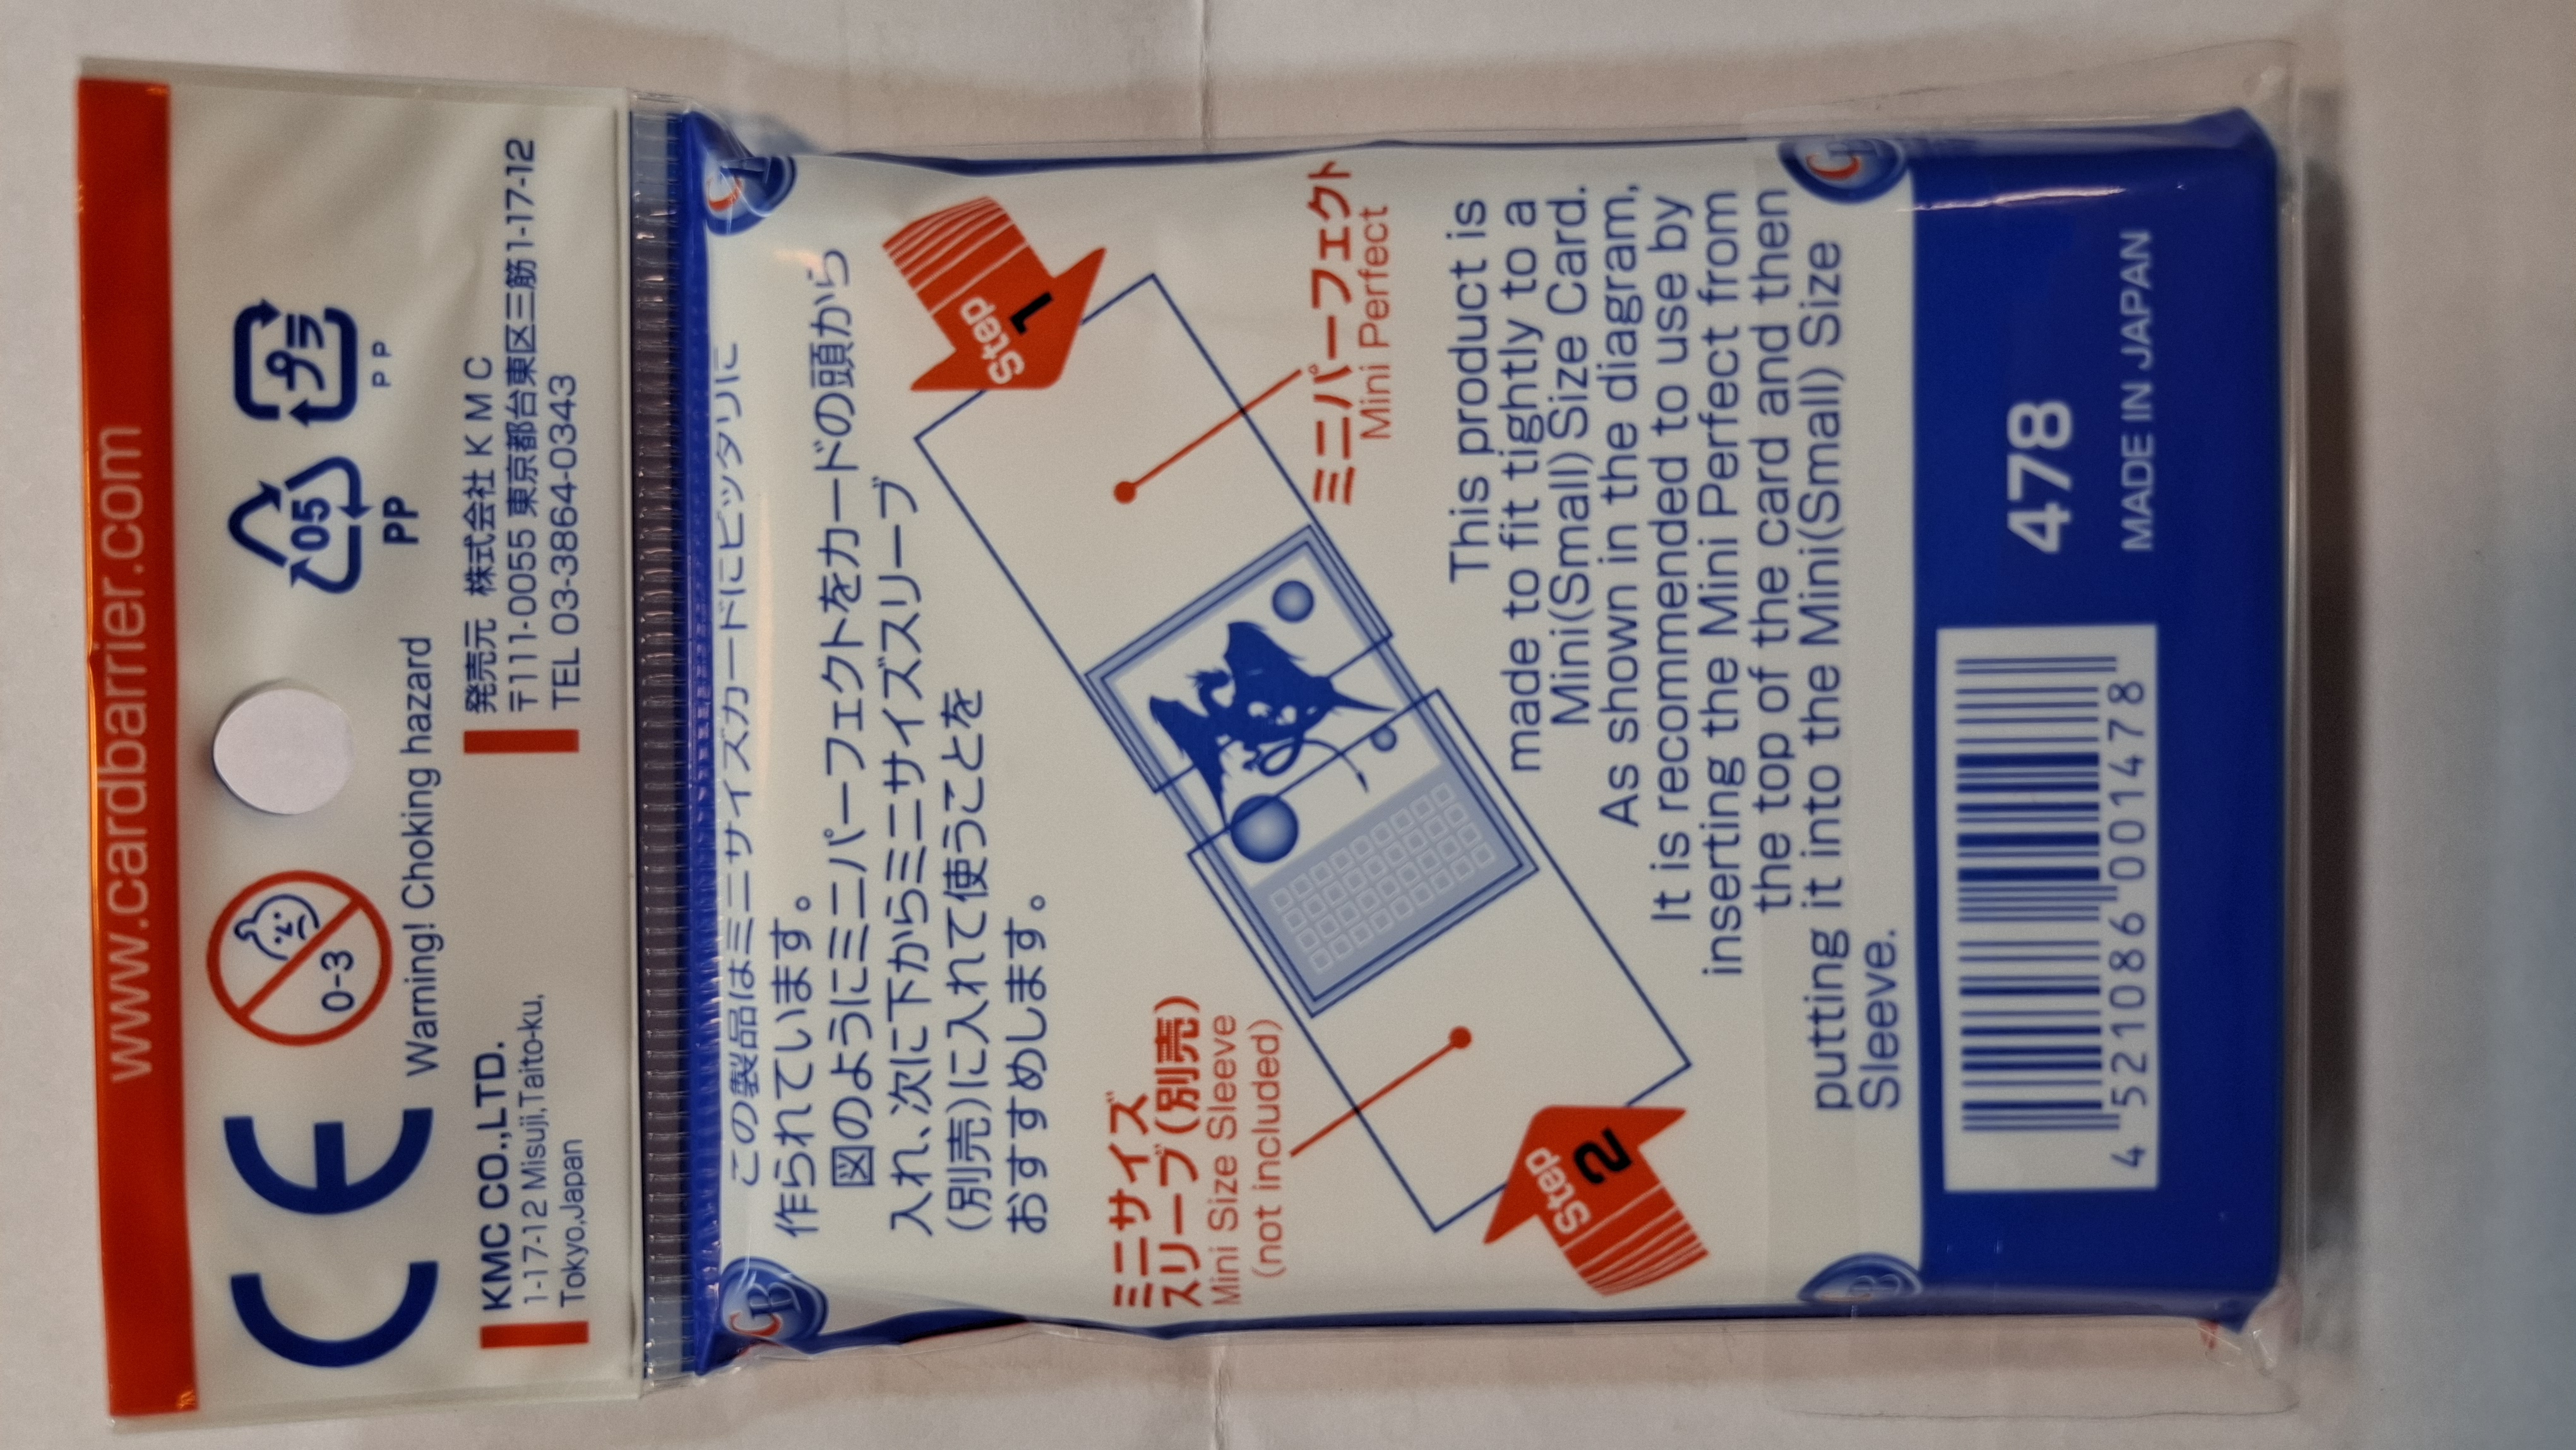 www.cardbarrier.com
CE
0-3
05
PP
プラ
PP
Warning! Choking hazard
KMC CO.,LTD.
1-17-12 Misuji,Taito-ku,
Tokyo,Japan
発売元 株式会社 KMC
〒111-0055 東京都台東区三筋1-17-12
TEL 03-3864-0343
CB
この製品はミニサイズカードにピッタリに
作られています。
図のようにミニパーフェクトをカードの頭から
入れ、次に下からミニサイズスリーブ
(別売)に入れて使うことを
おすすめします。
Step
1
ミニサイズ
スリーブ(別売)
Mini Size Sleeve
(not included)
ミニパーフェクト
Mini Perfect
Step
2
This product is
made to fit tightly to a
Mini(Small) Size Card.
As shown in the diagram,
It is recommended to use by
inserting the Mini Perfect from
the top of the card and then
putting it into the Mini(Small) Size
Sleeve.
CB
4 521086 001478
478
MADE IN JAPAN